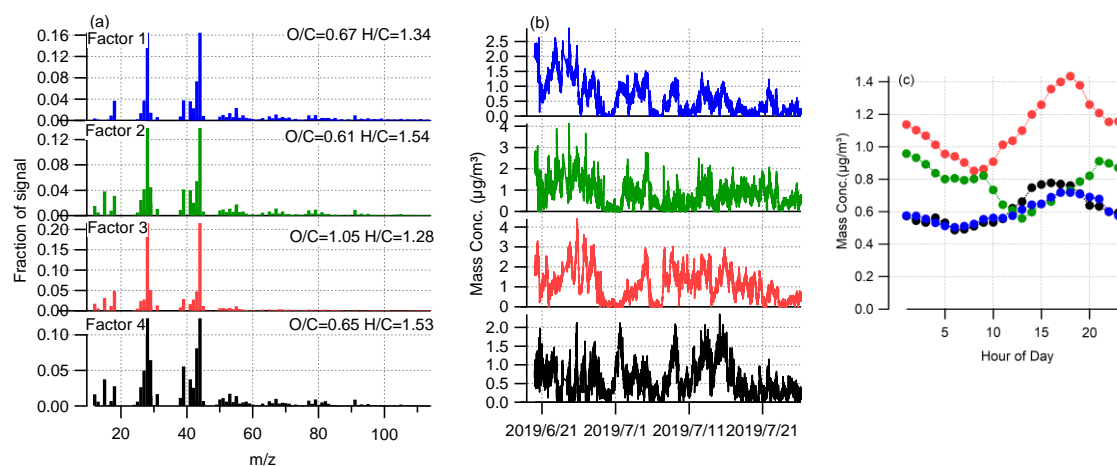 (a)
Fraction of signal
0.16
0.12
0.08
0.04
0.00
Factor 1
O/C=0.67 H/C=1.34
0.12
0.08
0.04
0.00
Factor 2
O/C=0.61 H/C=1.54
0.20
0.15
0.10
0.05
0.00
Factor 3
O/C=1.05 H/C=1.28
0.10
0.05
0.00
Factor 4
O/C=0.65 H/C=1.53
20 40 60 80 100
m/z
(b)
Mass Conc. (µg/m³)
2.5
2.0
1.5
1.0
0.5
0.0
4
3
2
1
0
4
3
2
1
0
2.0
1.5
1.0
0.5
0.0
2019/6/21 2019/7/1 2019/7/11 2019/7/21
(c)
Mass Conc.(µg/m³)
1.4
1.2
1.0
0.8
0.6
0.4
0.2
0.0
5 10 15 20
Hour of Day